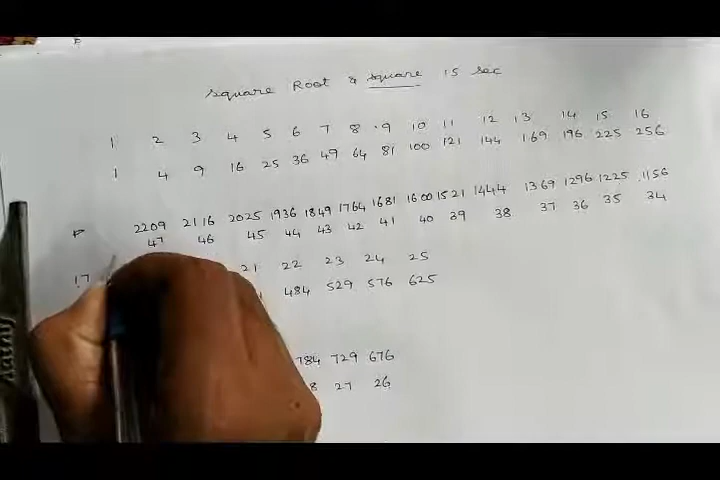 Square Root & square 15 sec
1 2 3 4 5 6 7 8 9 10 11 12 13 14 15 16
1 4 9 16 25 36 49 64 81 100 121 144 169 196 225 256
2209 2116 2025 1936 1849 1764 1681 1600 1521 1444 1369 1296 1225 1156
47 46 45 44 43 42 41 40 39 38 37 36 35 34
17 21 22 23 24 25
484 529 576 625
784 729 676
8 27 26